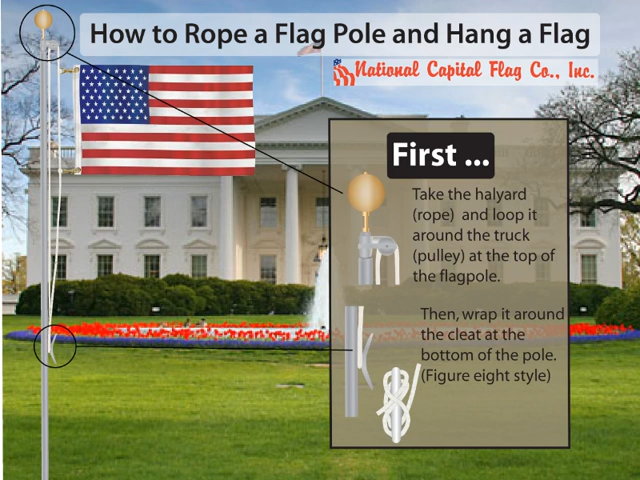 How to Rope a Flag Pole and Hang a Flag
National Capital Flag Co., Inc.
First ...
Take the halyard
(rope) and loop it
around the truck
(pulley) at the top of
the flagpole.
Then, wrap it around
the cleat at the
bottom of the pole.
(Figure eight style)